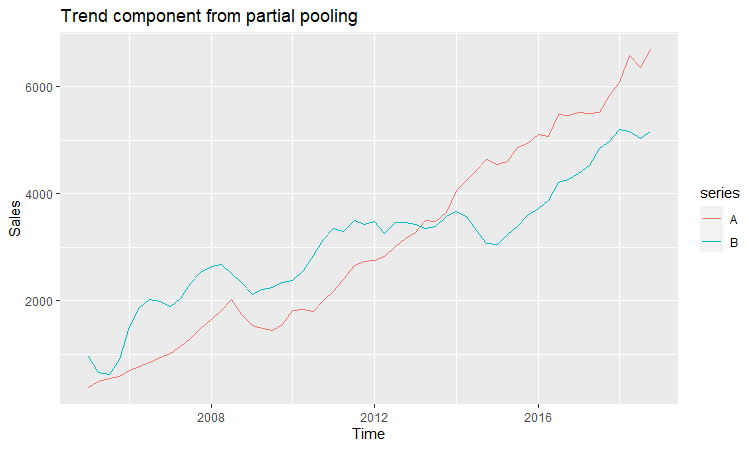 Trend component from partial pooling
6000
4000
2000
Sales
2008
2012
2016
Time
series
A
B